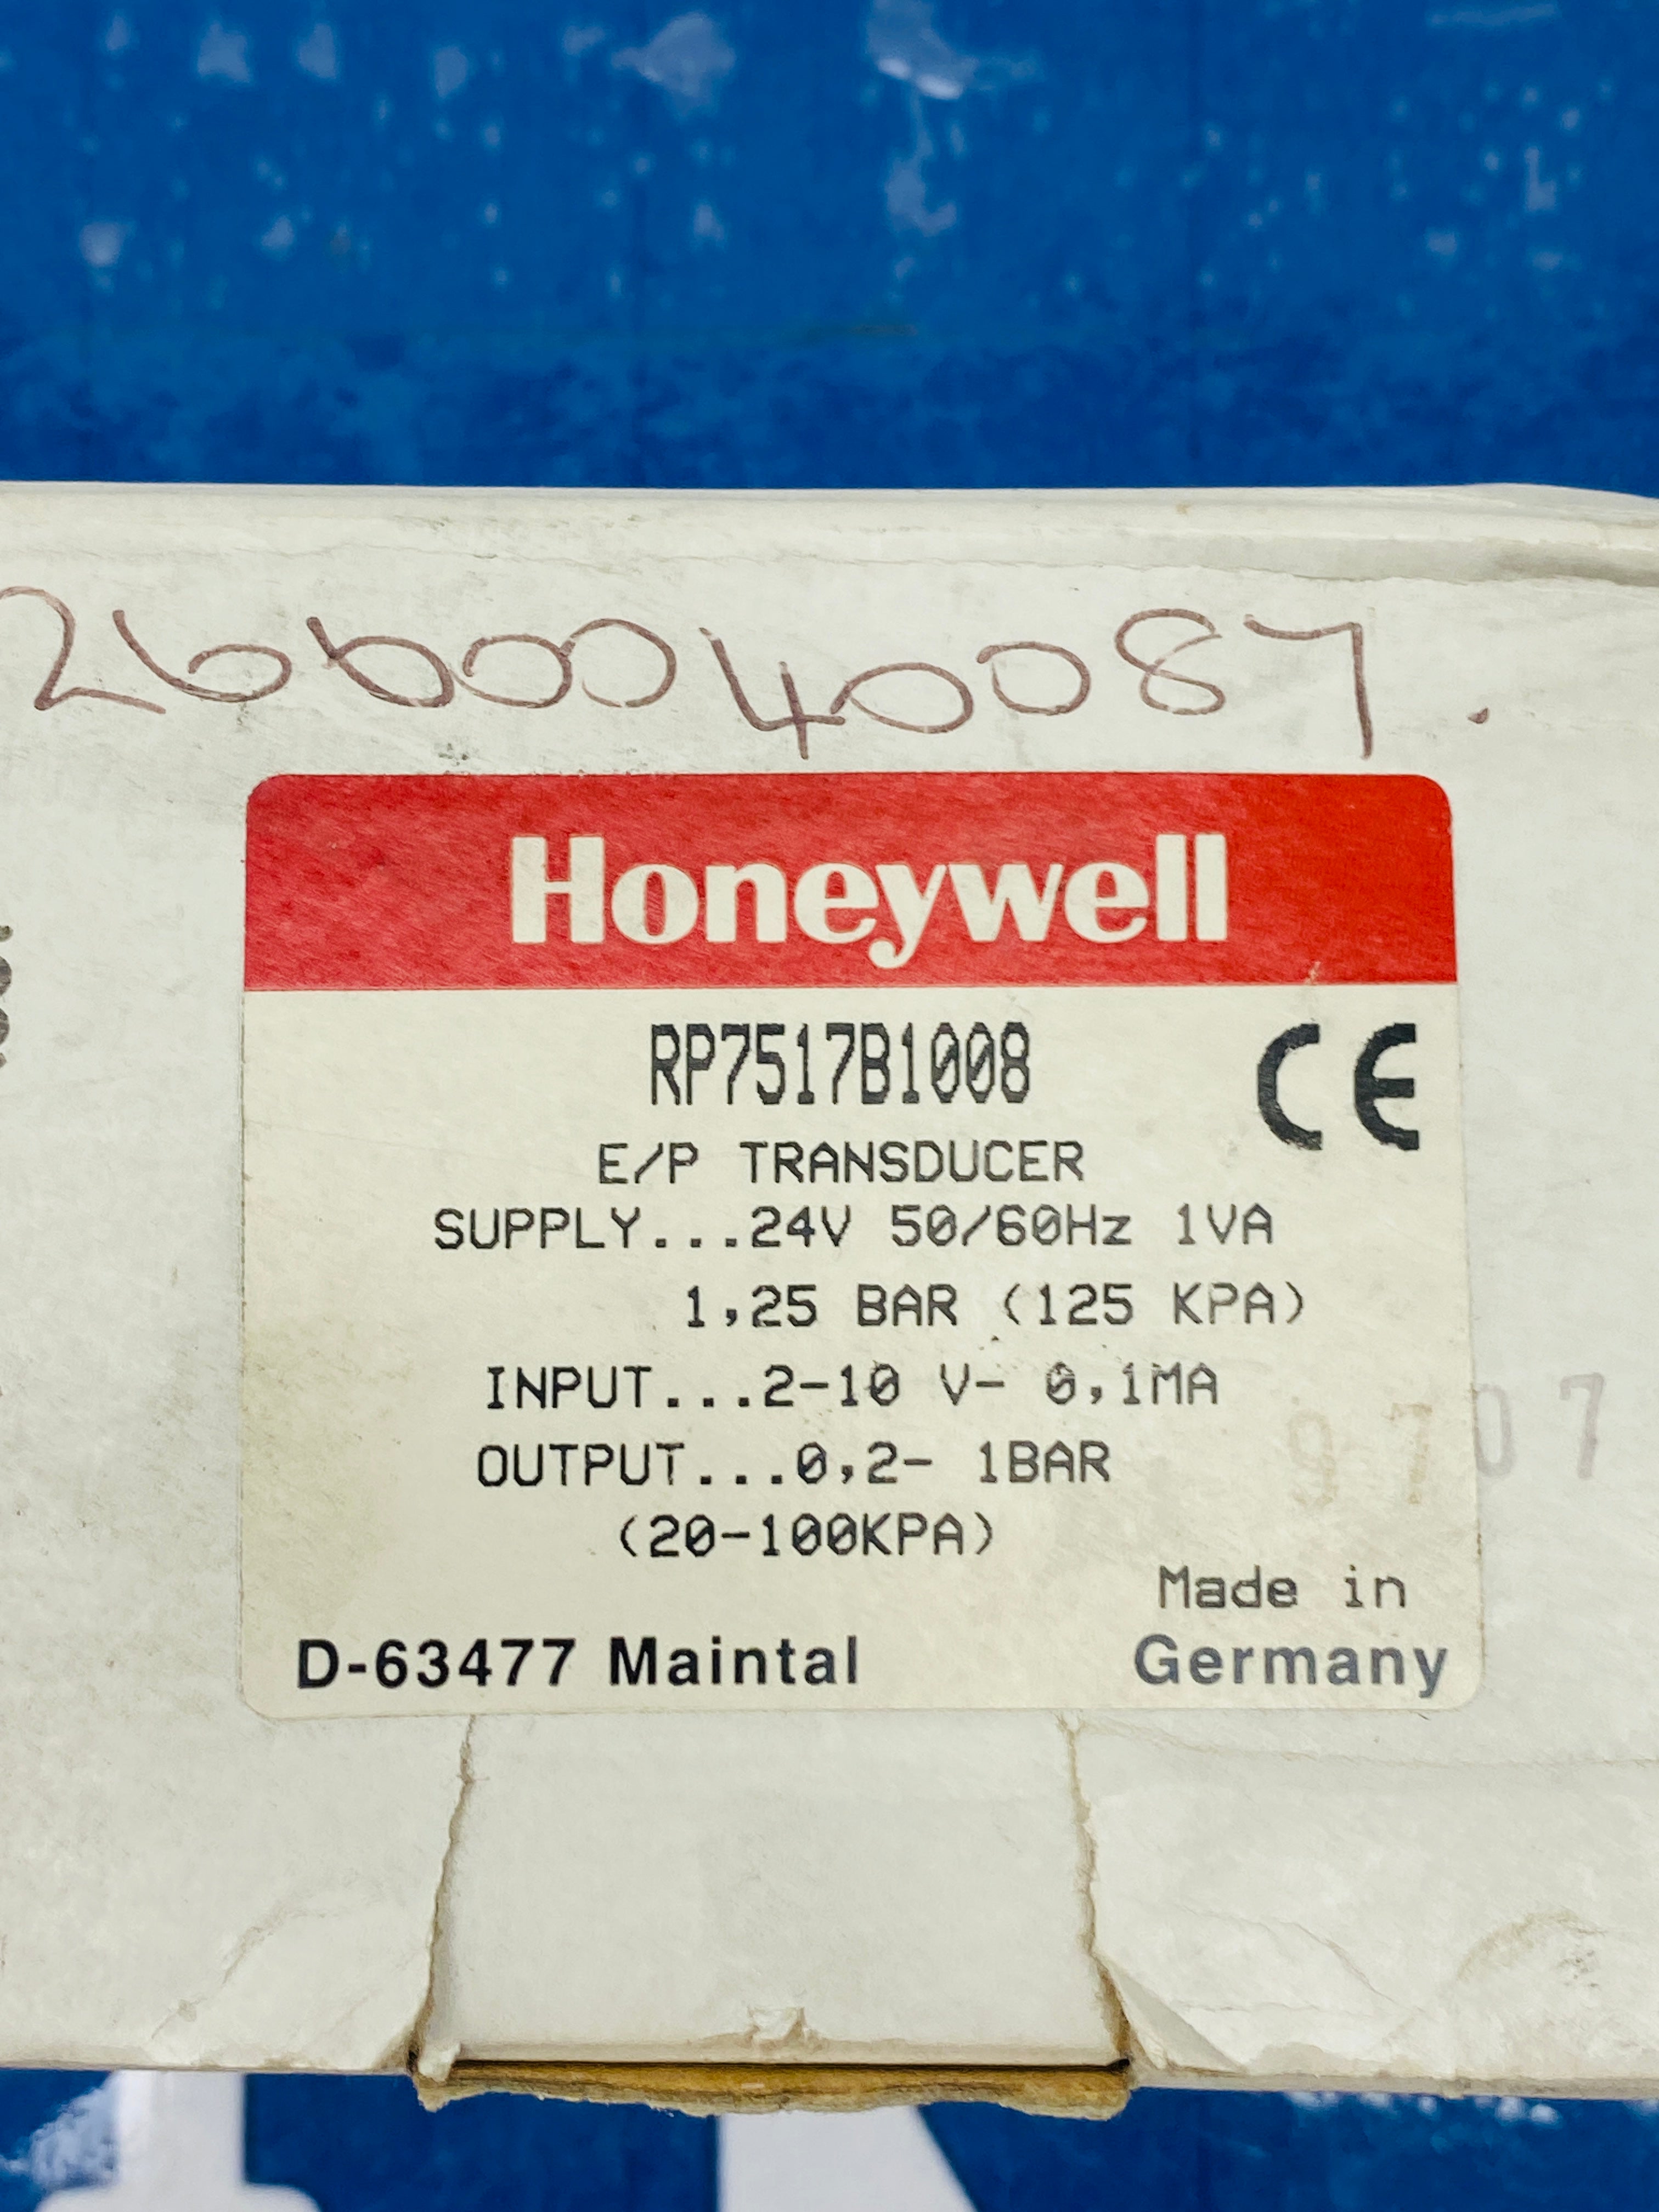 2660040087.
Honeywell
RP7517B1008
CE
E/P TRANSDUCER
SUPPLY...24V 50/60Hz 1VA
1,25 BAR (125 KPA)
INPUT...2-10 V- 0,1MA
OUTPUT...0,2- 1BAR
9707
(20-100KPA)
Made in
D-63477 Maintal Germany